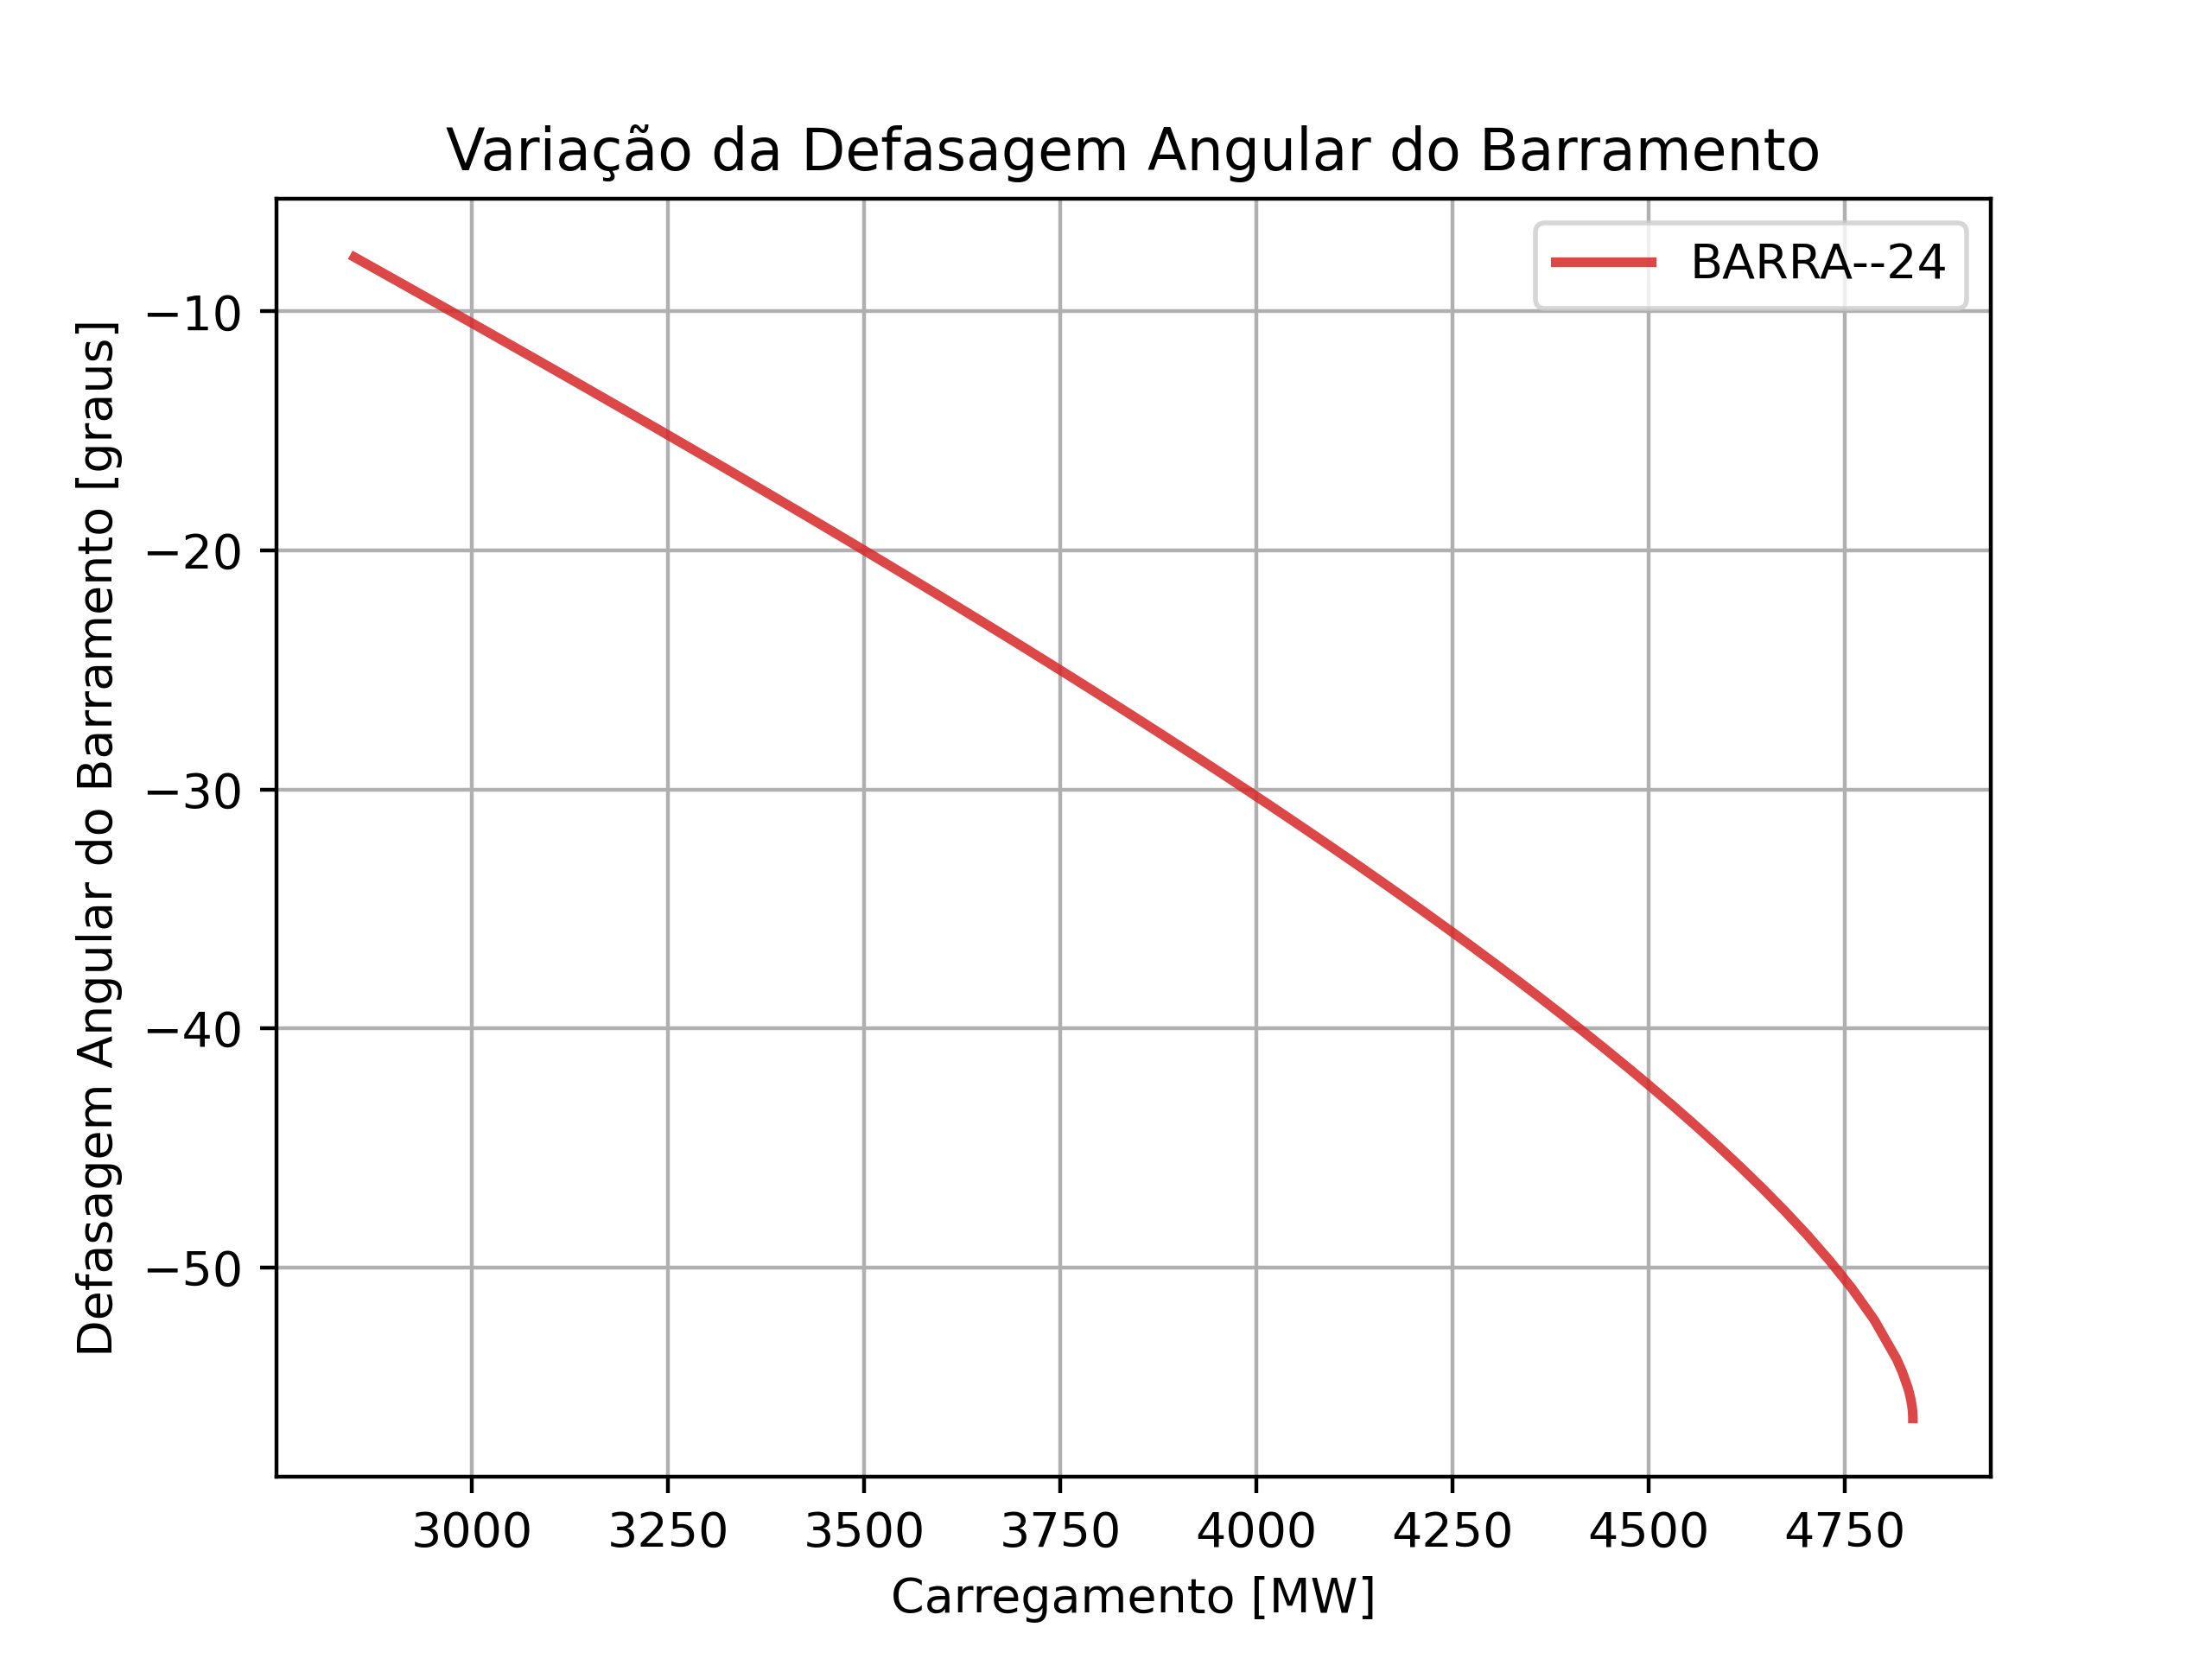 Variação da Defasagem Angular do Barramento
BARRA--24
Defasagem Angular do Barramento [graus]
−10
−20
−30
−40
−50
3000 3250 3500 3750 4000 4250 4500 4750
Carregamento [MW]